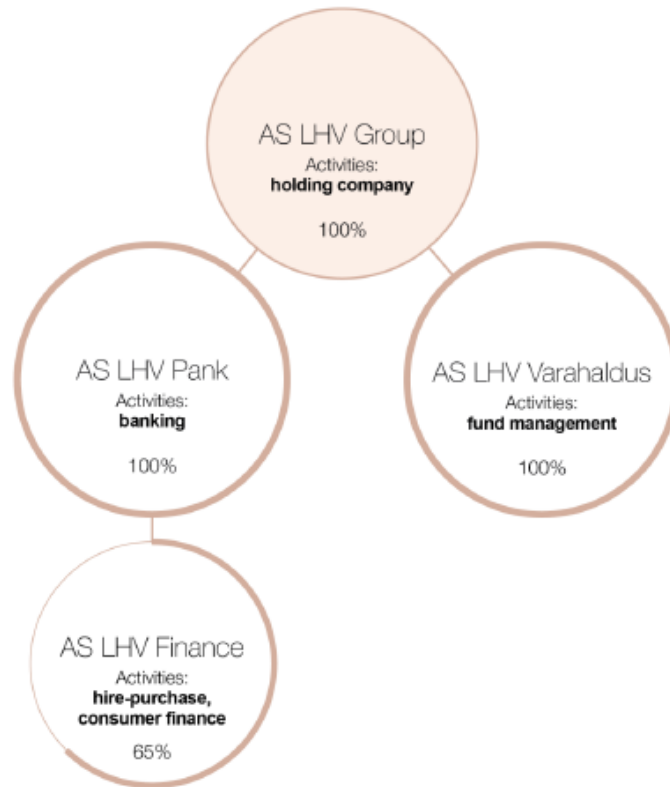 AS LHV Group
Activities:
holding company
100%
AS LHV Pank
Activities:
banking
100%
AS LHV Varahaldus
Activities:
fund management
100%
AS LHV Finance
Activities:
hire-purchase,
consumer finance
65%